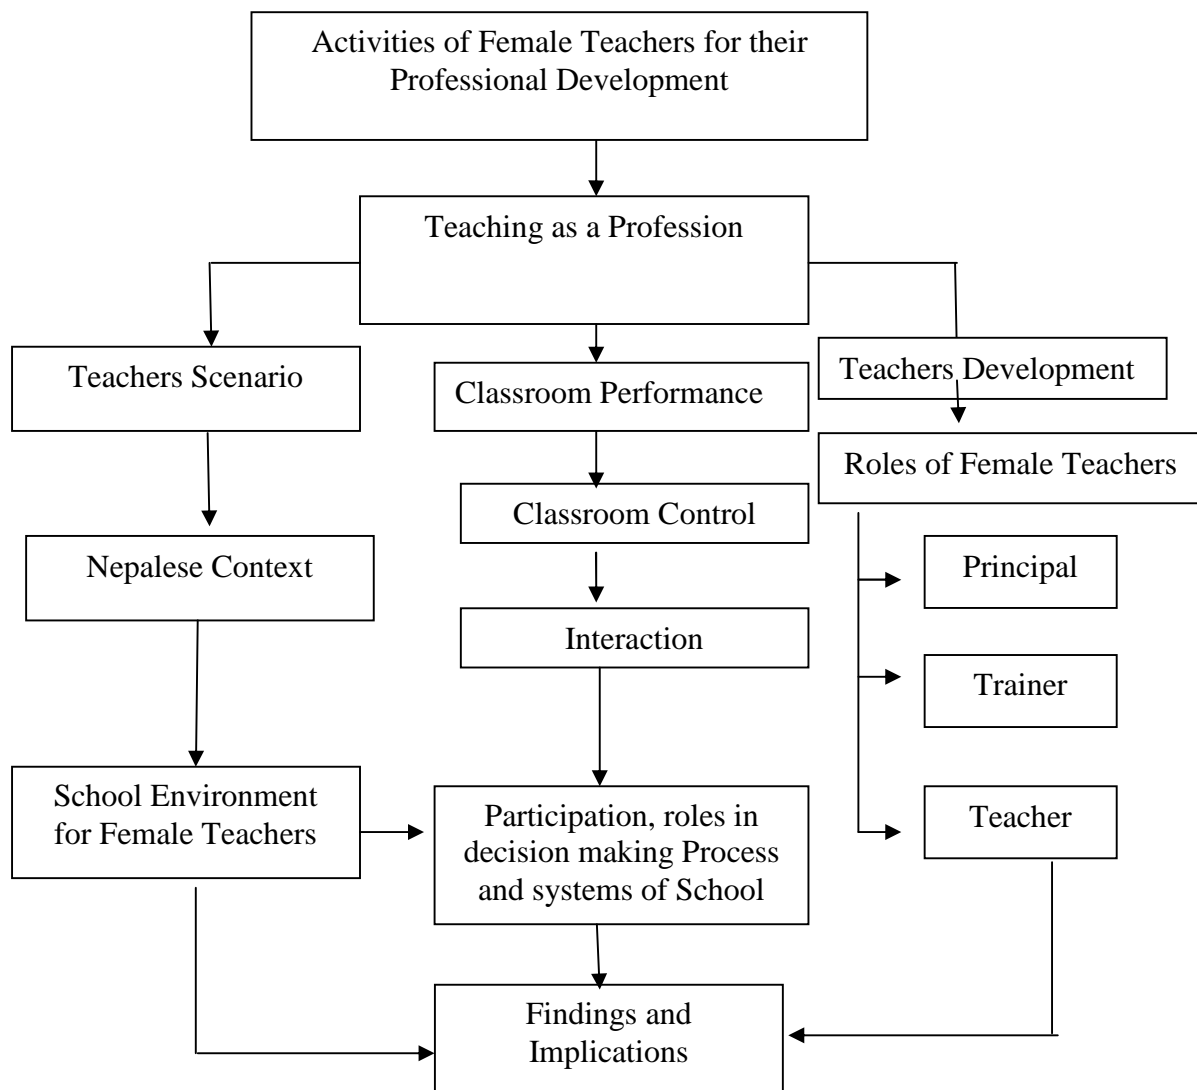 Activities of Female Teachers for their
Professional Development
Teaching as a Profession
Teachers Scenario
Classroom Performance
Teachers Development
Roles of Female Teachers
Classroom Control
Nepalese Context
Principal
Interaction
Trainer
School Environment
for Female Teachers
Participation, roles in
decision making Process
and systems of School
Teacher
Findings and
Implications